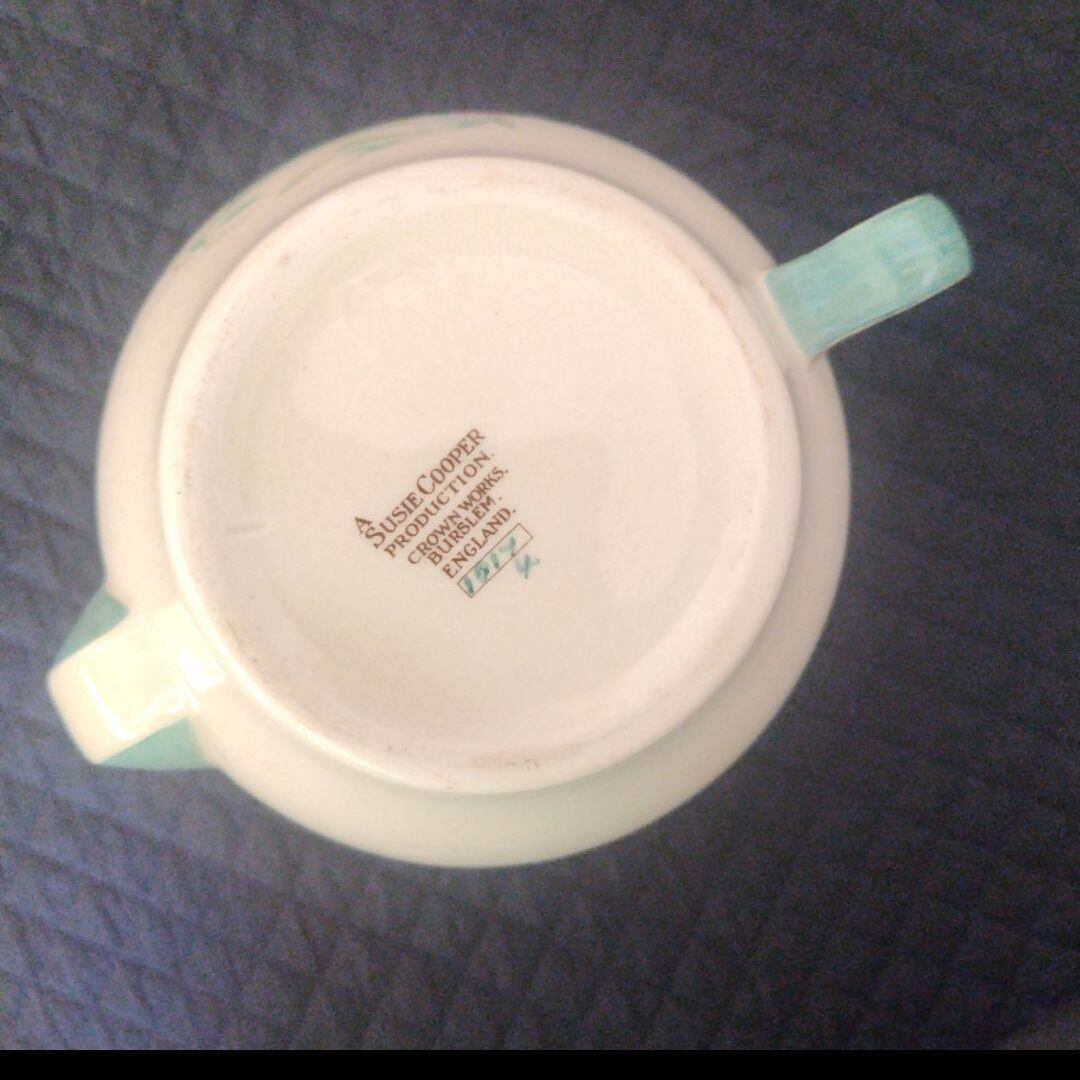 A
SUSIE COOPER
PRODUCTION.
CROWN WORKS.
BURSLEM.
ENGLAND.